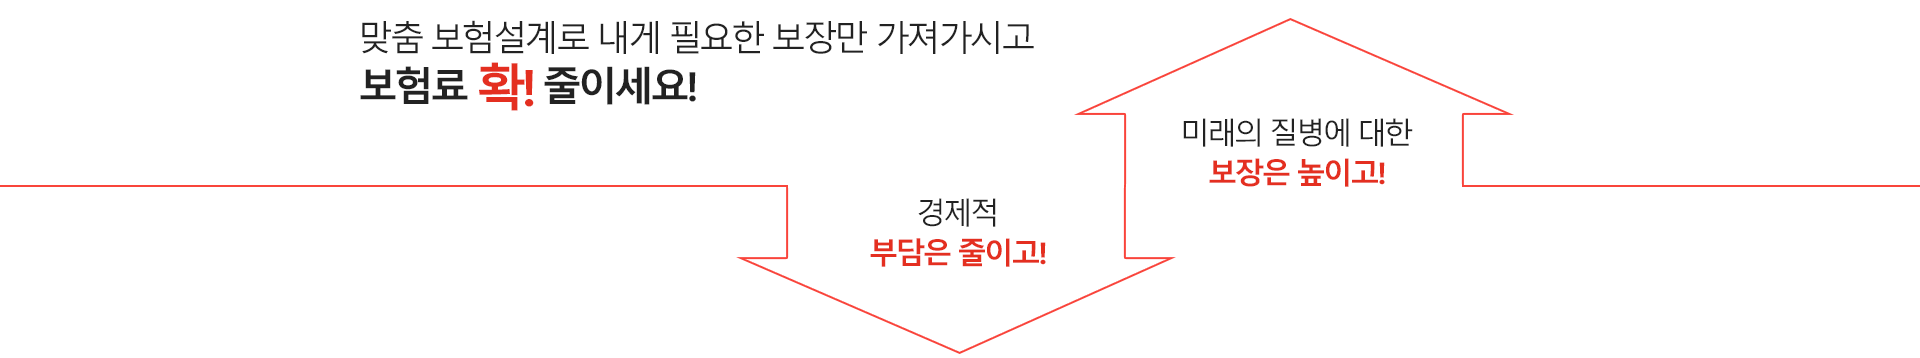 맞춤 보험설계로 내게 필요한 보장만 가져가시고
보험료 확! 줄이세요!
경제적
부담은 줄이고!
미래의 질병에 대한
보장은 높이고!